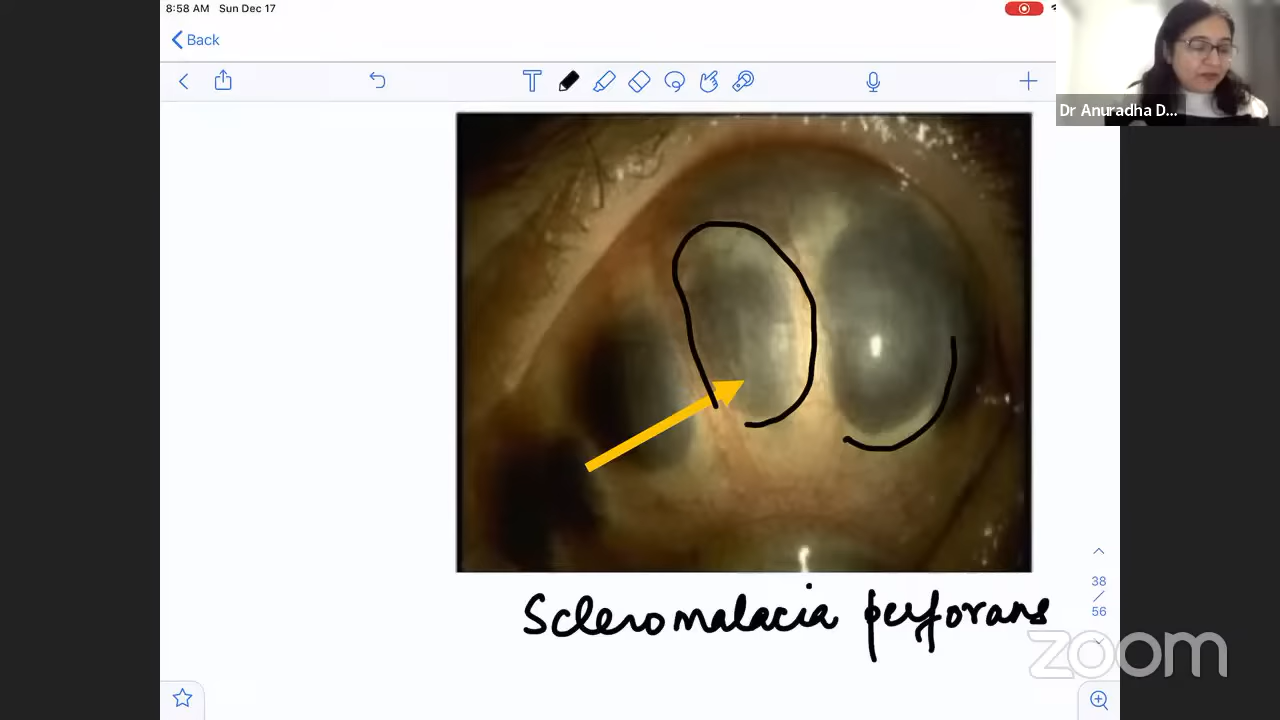 8:58 AM Sun Dec 17
Back
Dr Anuradha D...
38
/
56
Scleromalacia perforans
zoom